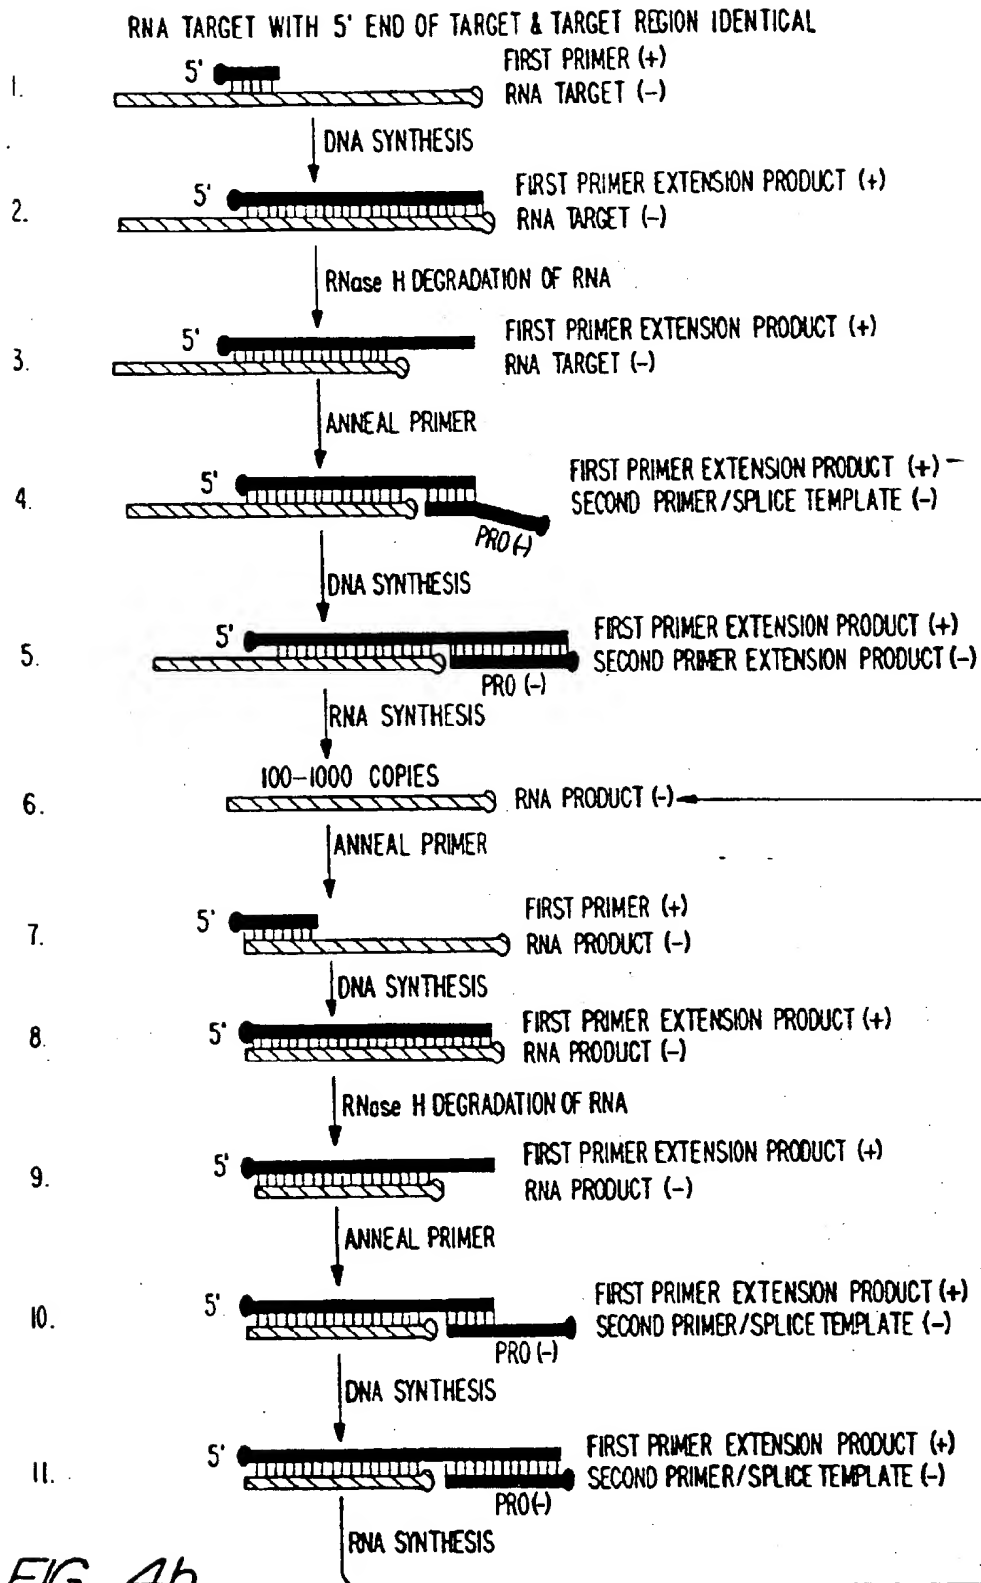 RNA TARGET WITH 5' END OF TARGET & TARGET REGION IDENTICAL
1.
5'
FIRST PRIMER (+)
RNA TARGET (-)
DNA SYNTHESIS
2.
5'
FIRST PRIMER EXTENSION PRODUCT (+)
RNA TARGET (-)
RNase H DEGRADATION OF RNA
3.
5'
FIRST PRIMER EXTENSION PRODUCT (+)
RNA TARGET (-)
ANNEAL PRIMER
4.
5'
FIRST PRIMER EXTENSION PRODUCT (+)
SECOND PRIMER/SPLICE TEMPLATE (-)
PRO (-)
DNA SYNTHESIS
5.
5'
FIRST PRIMER EXTENSION PRODUCT (+)
SECOND PRIMER EXTENSION PRODUCT (-)
PRO (-)
RNA SYNTHESIS
100-1000 COPIES
6.
RNA PRODUCT (-)
ANNEAL PRIMER
7.
5'
FIRST PRIMER (+)
RNA PRODUCT (-)
DNA SYNTHESIS
8.
5'
FIRST PRIMER EXTENSION PRODUCT (+)
RNA PRODUCT (-)
RNase H DEGRADATION OF RNA
9.
5'
FIRST PRIMER EXTENSION PRODUCT (+)
RNA PRODUCT (-)
ANNEAL PRIMER
10.
5'
FIRST PRIMER EXTENSION PRODUCT (+)
SECOND PRIMER/SPLICE TEMPLATE (-)
PRO (-)
DNA SYNTHESIS
11.
5'
FIRST PRIMER EXTENSION PRODUCT (+)
SECOND PRIMER/SPLICE TEMPLATE (-)
PRO (-)
RNA SYNTHESIS
FIG. 4b